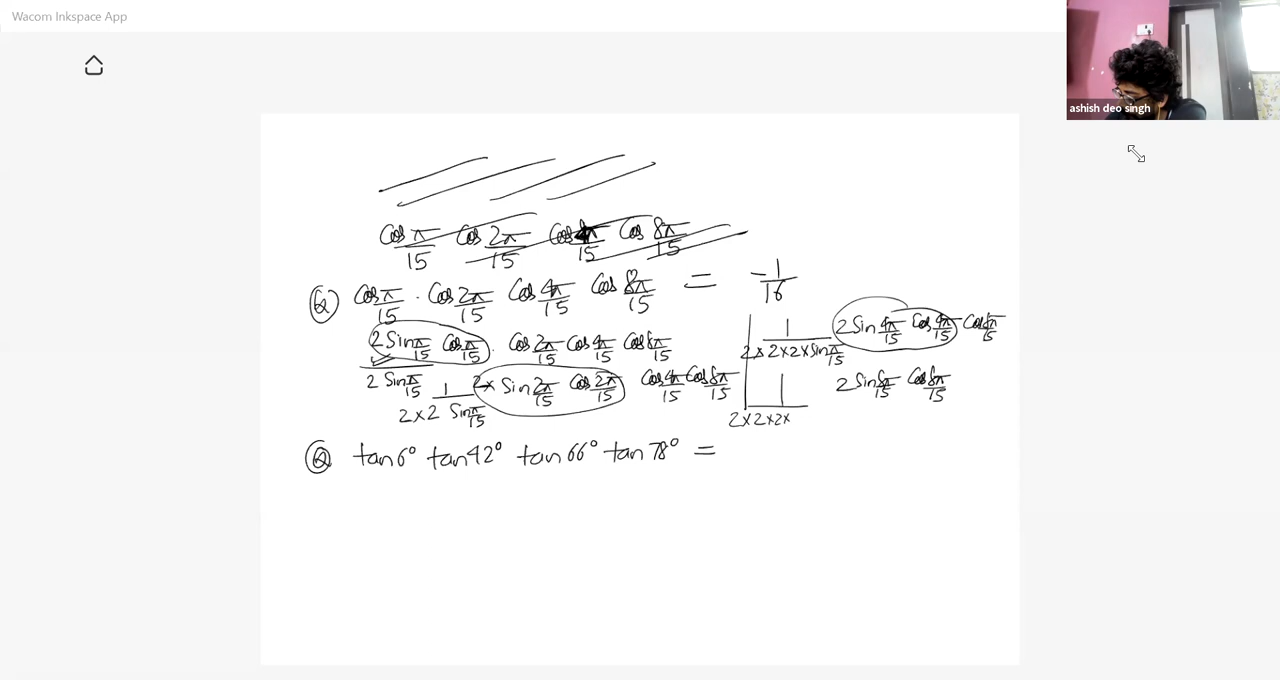 Wacom Inkspace App
ashish deo singh
Cos π/15 Cos 2π/15 Cos 4π/15 Cos 8π/15
Q Cos π/15 . Cos 2π/15 Cos 4π/15 Cos 8π/15 = -1/16
2 Sin π/15 Cos π/15 . Cos 2π/15 Cos 4π/15 Cos 8π/15
2 Sin π/15
1 2× Sin 2π/15 Cos 2π/15 Cos 4π/15 Cos 8π/15
2×2 Sin π/15
1 2 Sin 4π/15 Cos 4π/15 Cos 8π/15
2×2×2×Sin π/15
1 2 Sin 8π/15 Cos 8π/15
2×2×2×
Q tan 6° tan 42° tan 66° tan 78° =